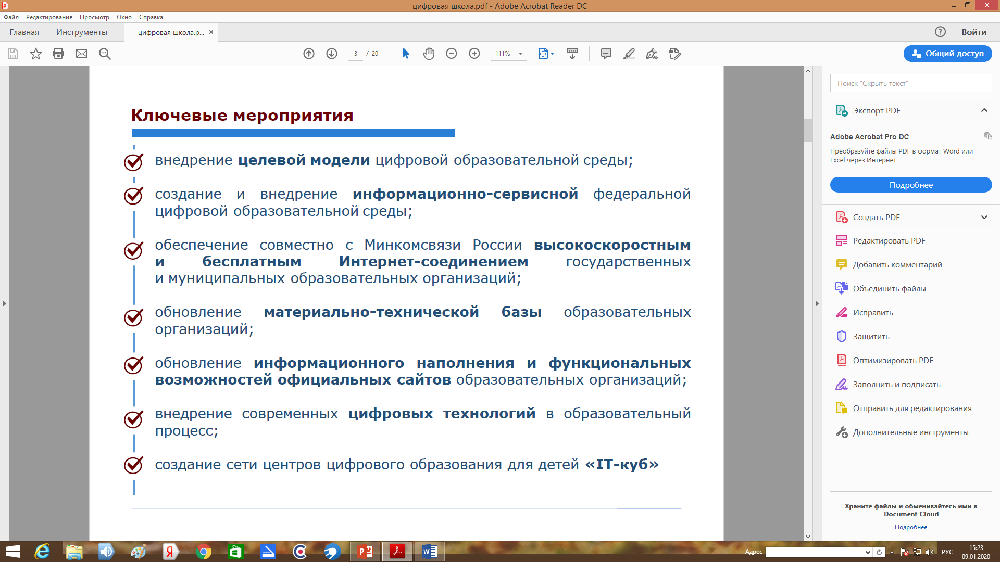 цифровая школа.pdf - Adobe Acrobat Reader DC
Файл Редактирование Просмотр Окно Справка
Главная Инструменты цифровая школа.р... × ? Войти
3 / 20 111% Общий доступ
Ключевые мероприятия
внедрение целевой модели цифровой образовательной среды;
создание и внедрение информационно-сервисной федеральной
цифровой образовательной среды;
обеспечение совместно с Минкомсвязи России высокоскоростным
и бесплатным Интернет-соединением государственных
и муниципальных образовательных организаций;
обновление материально-технической базы образовательных
организаций;
обновление информационного наполнения и функциональных
возможностей официальных сайтов образовательных организаций;
внедрение современных цифровых технологий в образовательный
процесс;
создание сети центров цифрового образования для детей «IT-куб»
Поиск "Скрыть текст"
Экспорт PDF
Adobe Acrobat Pro DC
Преобразуйте файлы PDF в формат Word или
Excel через Интернет
Подробнее
Создать PDF
Редактировать PDF
Добавить комментарий
Объединить файлы
Исправить
Защитить
Оптимизировать PDF
Заполнить и подписать
Отправить для редактирования
Дополнительные инструменты
Храните файлы и обменивайтесь ими в
Document Cloud
Подробнее
Адрес РУС 15:23
09.01.2020